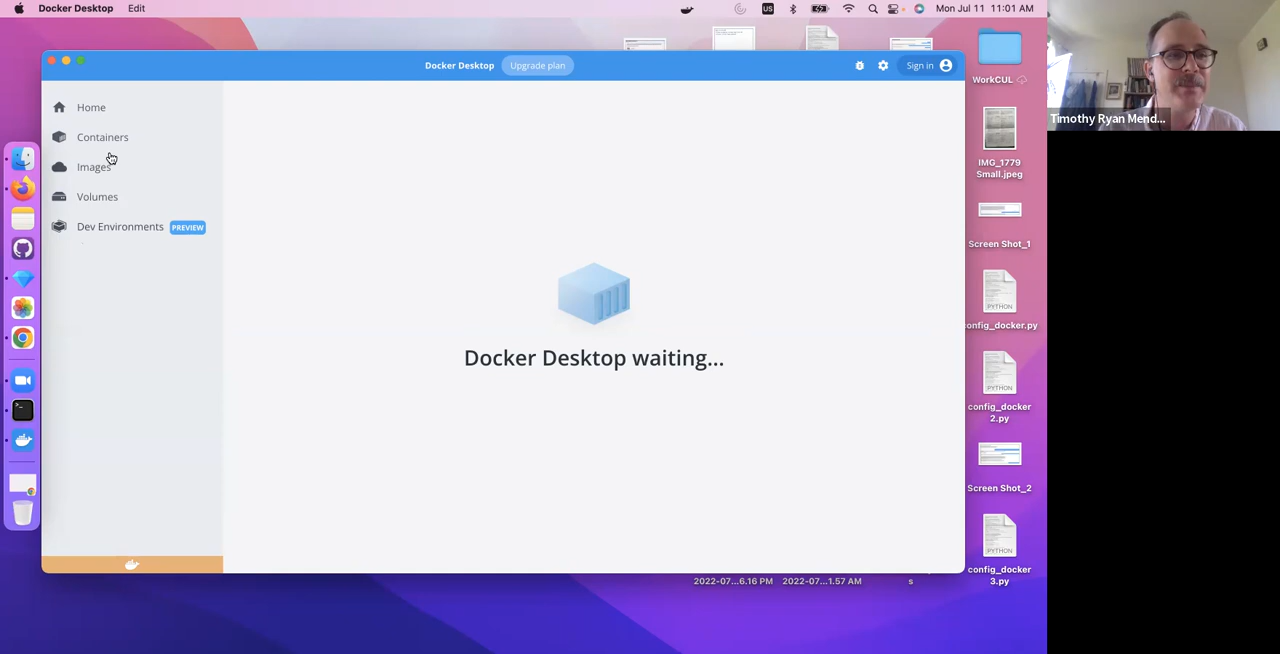 Docker Desktop Edit
US
Mon Jul 11 11:01 AM
Docker Desktop
Upgrade plan
Sign in
Home
Containers
Images
Volumes
Dev Environments PREVIEW
Docker Desktop waiting...
WorkCUL
IMG_1779
Small.jpeg
Screen Shot_1
PYTHON
config_docker.py
PYTHON
config_docker
2.py
Screen Shot_2
PYTHON
config_docker
3.py
2022-07...6.16 PM
2022-07...1.57 AM
s
Timothy Ryan Mend...